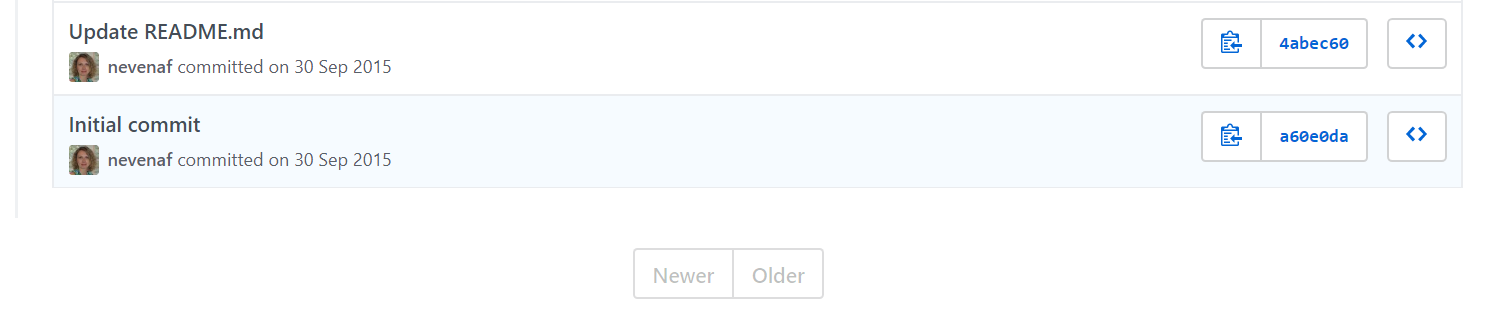 Update README.md
4abec60
nevenaf committed on 30 Sep 2015
Initial commit
a60e0da
nevenaf committed on 30 Sep 2015
Newer Older